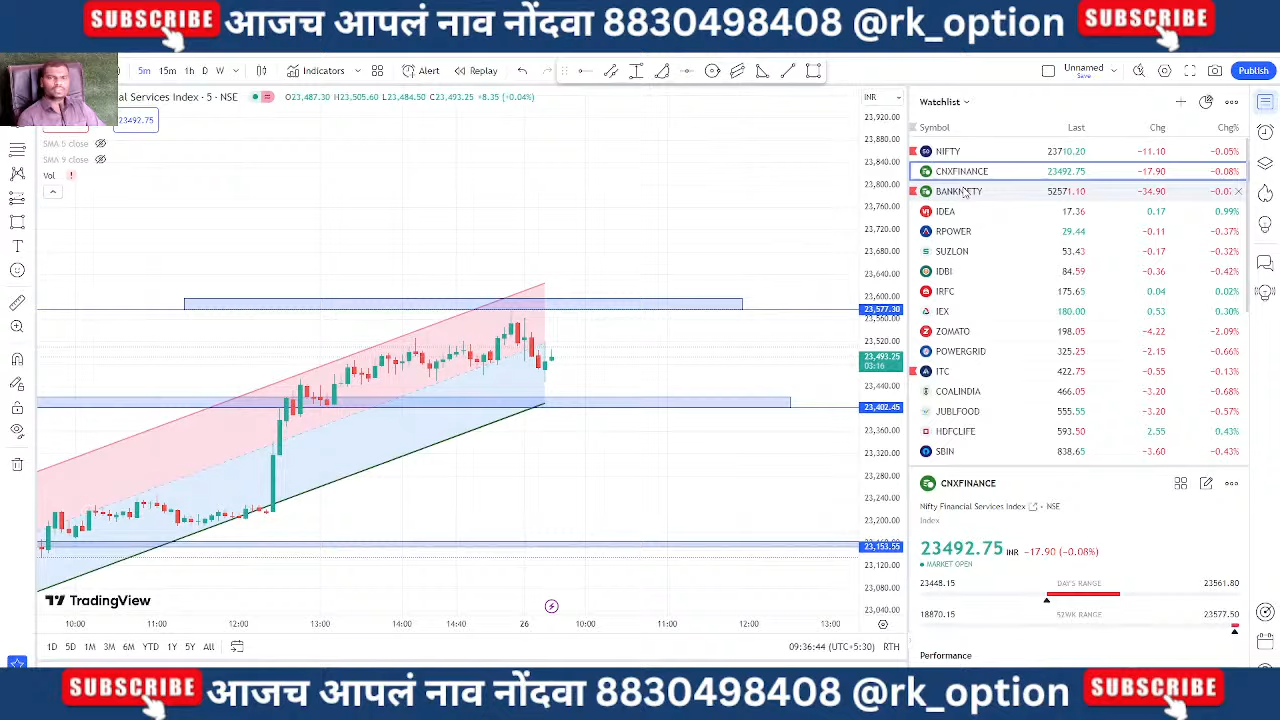 SUBSCRIBE आजच आपलं नाव नोंदवा 8830498408 @rk_option SUBSCRIBE
5m 15m 1h D W Indicators Alert Unnamed Save Publish
al Services Index · 5 · NSE O23,487.30 H23,505.60 L23,484.50 C23,493.25 +8.35 (+0.04%) INR
23492.75
SMA 5 close
SMA 9 close
Vol
23,920.00
23,880.00
23,840.00
23,800.00
23,760.00
23,720.00
23,680.00
23,640.00
23,600.00
23,577.30
23,560.00
23,520.00
23,493.25
03:16
23,440.00
23,402.45
23,360.00
23,320.00
23,280.00
23,240.00
23,200.00
23,153.55
23,120.00
23,080.00
23,040.00
TradingView
10:00 11:00 12:00 13:00 14:00 14:40 26 10:00 11:00 12:00 13:00
1D 5D 1M 3M 6M YTD 1Y 5Y All 09:36:44 (UTC+5:30) RTH
Watchlist
Symbol Last Chg Chg%
NIFTY 23710.20 −11.10 −0.05%
CNXFINANCE 23492.75 −17.90 −0.08%
BANKNIFTY 52571.10 −34.90 −0.07
IDEA 17.36 0.17 0.99%
RPOWER 29.44 −0.11 −0.37%
SUZLON 53.43 −0.17 −0.32%
IDBI 84.59 −0.36 −0.42%
IRFC 175.65 0.04 0.02%
IEX 180.00 0.53 0.30%
ZOMATO 198.05 −4.22 −2.09%
POWERGRID 325.25 −2.15 −0.66%
ITC 422.75 −0.55 −0.13%
COALINDIA 466.05 −3.20 −0.68%
JUBLFOOD 555.55 −3.20 −0.57%
HDFCLIFE 593.50 2.55 0.43%
SBIN 838.65 −3.60 −0.43%
CNXFINANCE
Nifty Financial Services Index · NSE
Index
23492.75 INR −17.90 (−0.08%)
MARKET OPEN
23448.15 DAY'S RANGE 23561.80
18870.15 52WK RANGE 23577.50
Performance
SUBSCRIBE आजच आपलं नाव नोंदवा 8830498408 @rk_option SUBSCRIBE